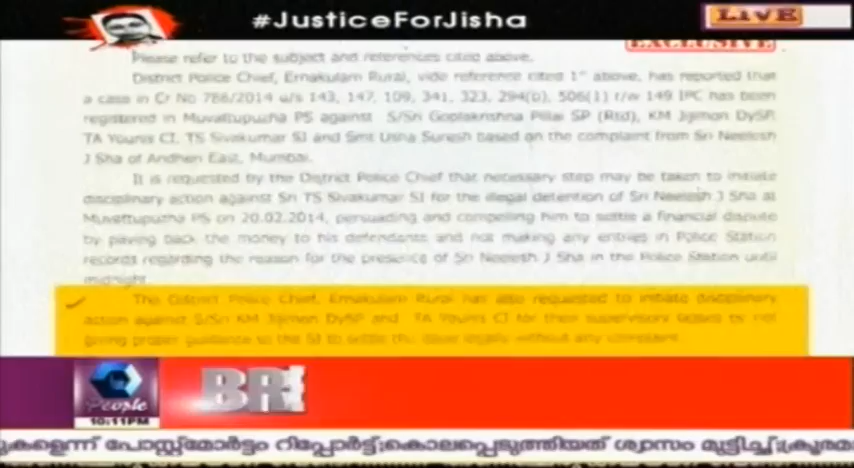 #JusticeForJisha
LIVE
EXCLUSIVE
Please refer to the subject and references cited above.
District Police Chief, Ernakulam Rural, vide reference cited 1st above, has reported that
a case in Cr No 786/2014 u/s 143, 147, 109, 341, 323, 294(b), 506(1) r/w 149 IPC has been
registered in Muvattupuzha PS against S/Sri Goplakrishna Pillai SP (Rtd), KM Jijimon DySP,
TA Younis CI, TS Sivakumar SI and Smt Usha Suresh based on the complaint from Sri Neelesh
J Sha of Andheri East, Mumbai.
It is requested by the District Police Chief that necessary step may be taken to initiate
disciplinary action against Sri TS Sivakumar SI for the illegal detention of Sri Neelesh J Sha at
Muvattupuzha PS on 20.02.2014, persuading and compelling him to settle a financial dispute
by paying back the money to his defendants and not making any entries in Police Station
records regarding the reason for the presence of Sri Neelesh J Sha in the Police Station until
midnight.
The District Police Chief, Ernakulam Rural has also requested to initiate disciplinary
action against S/Sri KM Jijimon DySP and TA Younis CI for their supervisory lapses by not
giving proper guidance to the SI to settle the issue legally without any complaint.
BRE
People
10:11PM
കളെന്ന് പോസ്റ്റ്മോർട്ടം റിപ്പോർട്ട്;കൊലപ്പെടുത്തിയത് ശ്വാസം മുട്ടിച്ച്;ക്രൂരമാ